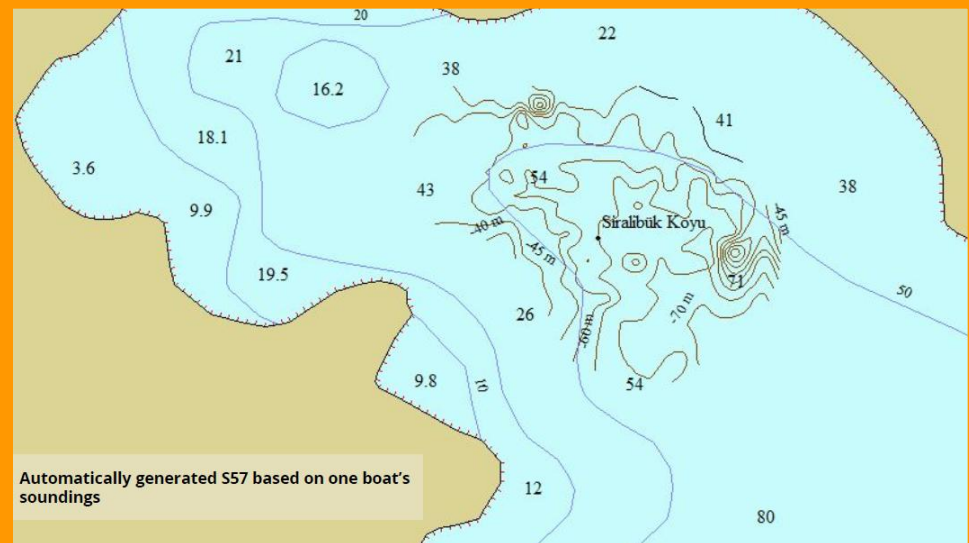 20
22
21
38
16.2
41
18.1
3.6
54
43
38
9.9
-40 m
-45 m
Sıralıbük Koyu
-45 m
19.5
71
50
26
-60 m
-70 m
9.8
10
54
12
80
Automatically generated S57 based on one boat's
soundings